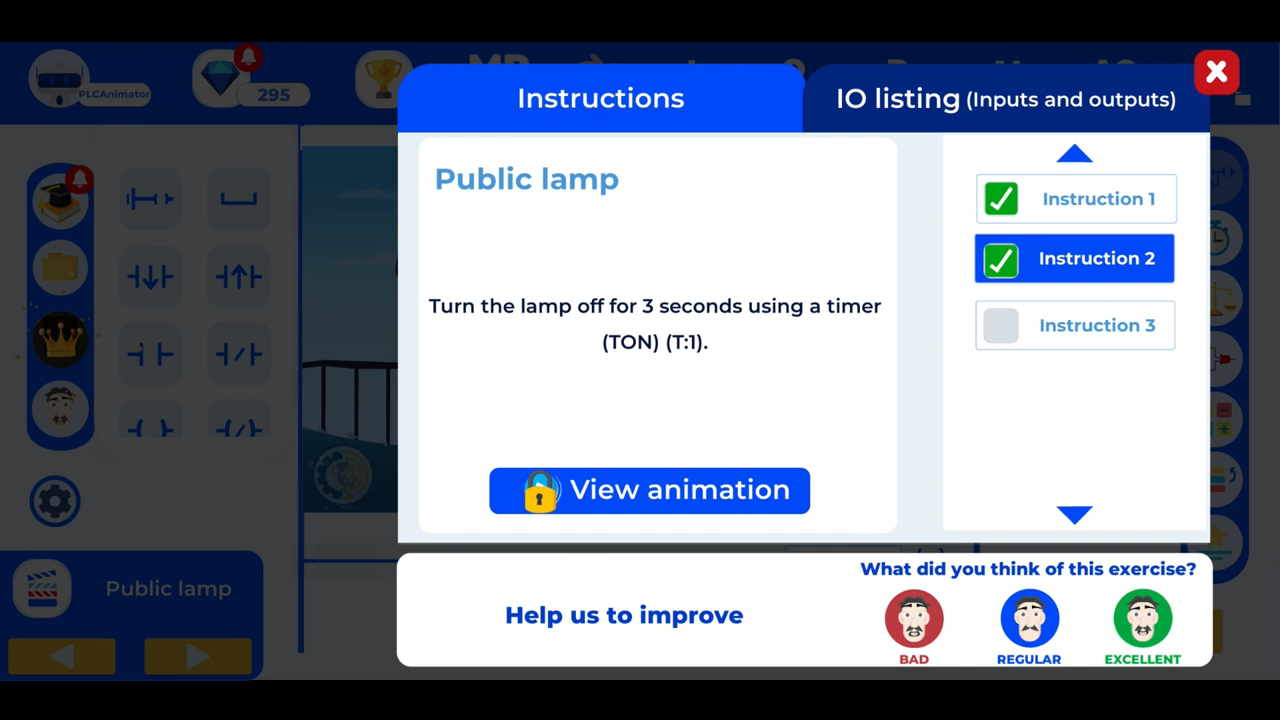 PLCAnimator
295
Instructions
IO listing (Inputs and outputs)
Public lamp
Instruction 1
Instruction 2
Instruction 3
Turn the lamp off for 3 seconds using a timer
(TON) (T:1).
View animation
Public lamp
What did you think of this exercise?
Help us to improve
BAD
REGULAR
EXCELLENT